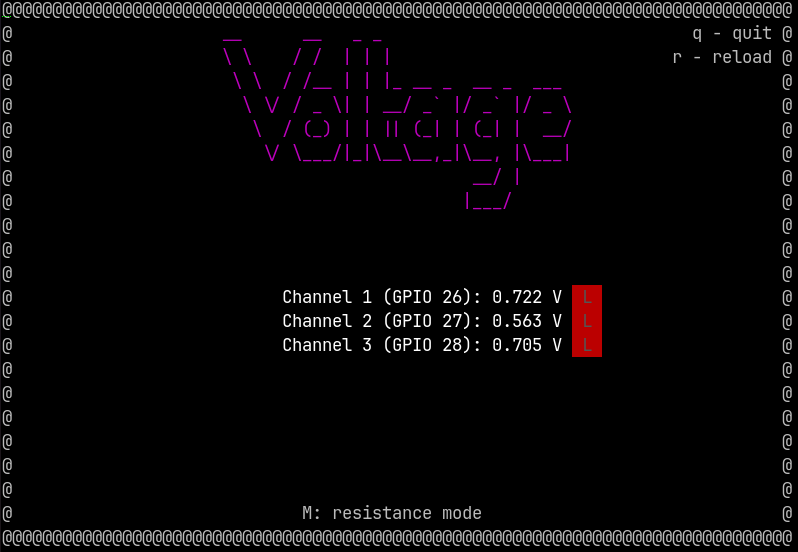 Voltage
q - quit
r - reload
Channel 1 (GPIO 26): 0.722 V L
Channel 2 (GPIO 27): 0.563 V L
Channel 3 (GPIO 28): 0.705 V L
M: resistance mode